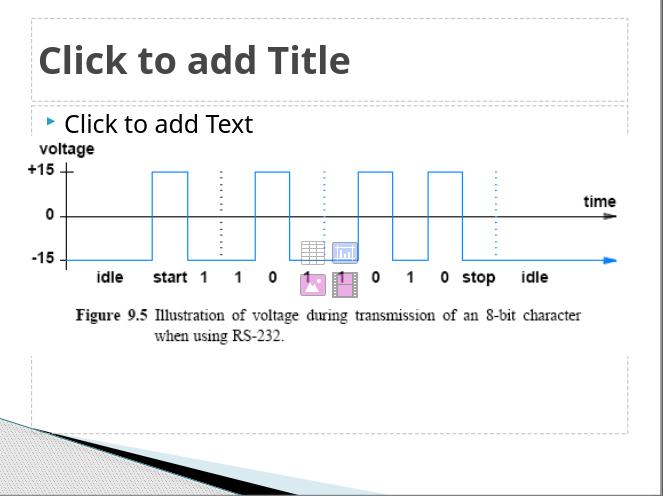 Click to add Title
Click to add Text
voltage
+15
time
0
-15
idle start 1 1 0 1 1 0 1 0 stop idle
Figure 9.5 Illustration of voltage during transmission of an 8-bit character
when using RS-232.